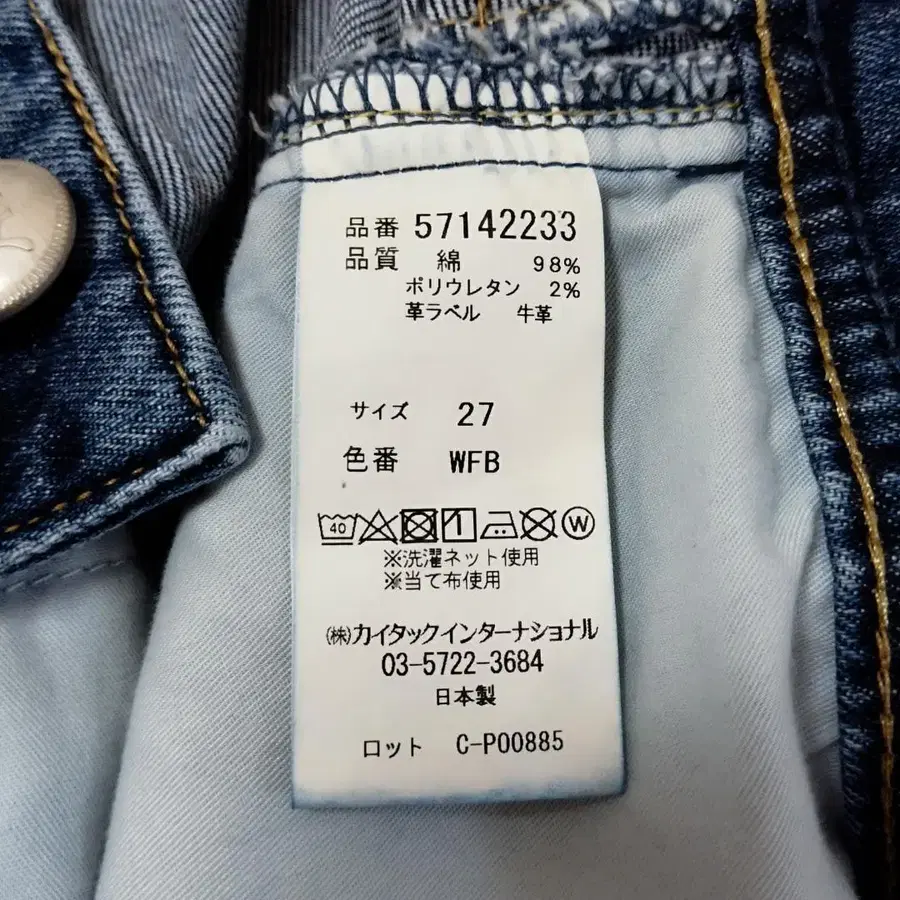 品番 57142233
品質 綿 98%
ポリウレタン 2%
革ラベル 牛革
サイズ 27
色番 WFB
40 W
※洗濯ネット使用
※当て布使用
㈱カイタックインターナショナル
03-5722-3684
日本製
ロット C-P00885